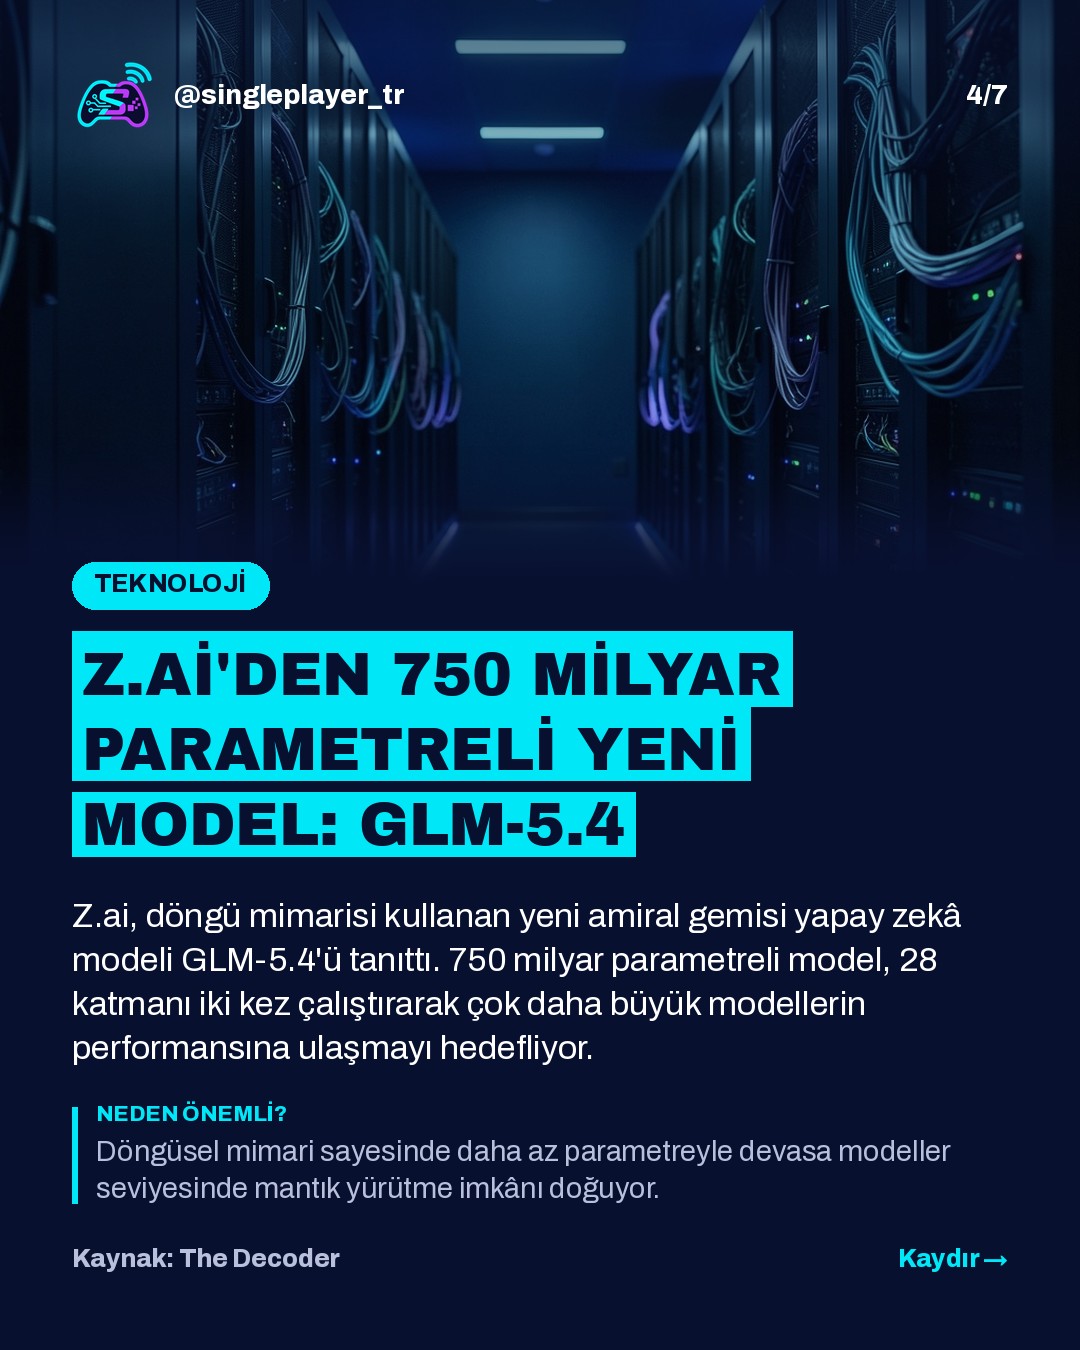 @singleplayer_tr
4/7
TEKNOLOJİ
Z.Aİ'DEN 750 MİLYAR
PARAMETRELİ YENİ
MODEL: GLM-5.4
Z.ai, döngü mimarisi kullanan yeni amiral gemisi yapay zekâ
modeli GLM-5.4'ü tanıttı. 750 milyar parametreli model, 28
katmanı iki kez çalıştırarak çok daha büyük modellerin
performansına ulaşmayı hedefliyor.
NEDEN ÖNEMLİ?
Döngüsel mimari sayesinde daha az parametreyle devasa modeller
seviyesinde mantık yürütme imkânı doğuyor.
Kaynak: The Decoder
Kaydır→